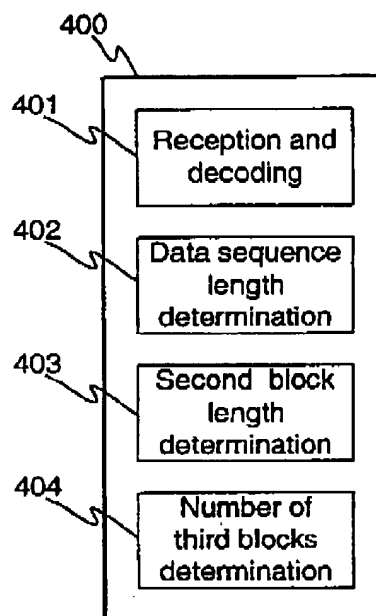 400
401
Reception and
decoding
402
Data sequence
length
determination
403
Second block
length
determination
404
Number of
third blocks
determination